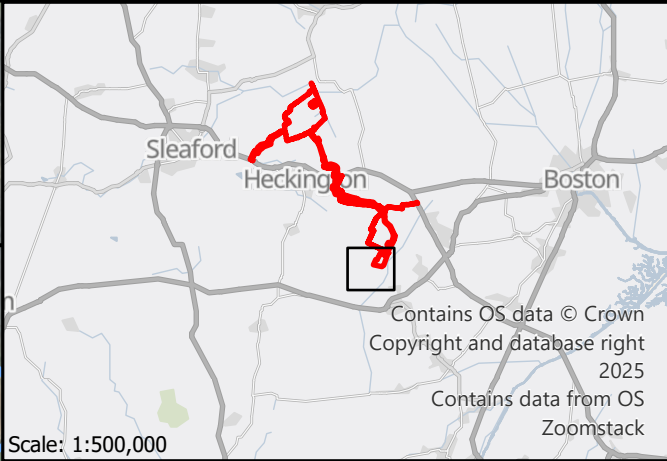 Sleaford
Heckington
Boston
n
Contains OS data © Crown
Copyright and database right
2025
Contains data from OS
Zoomstack
Scale: 1:500,000